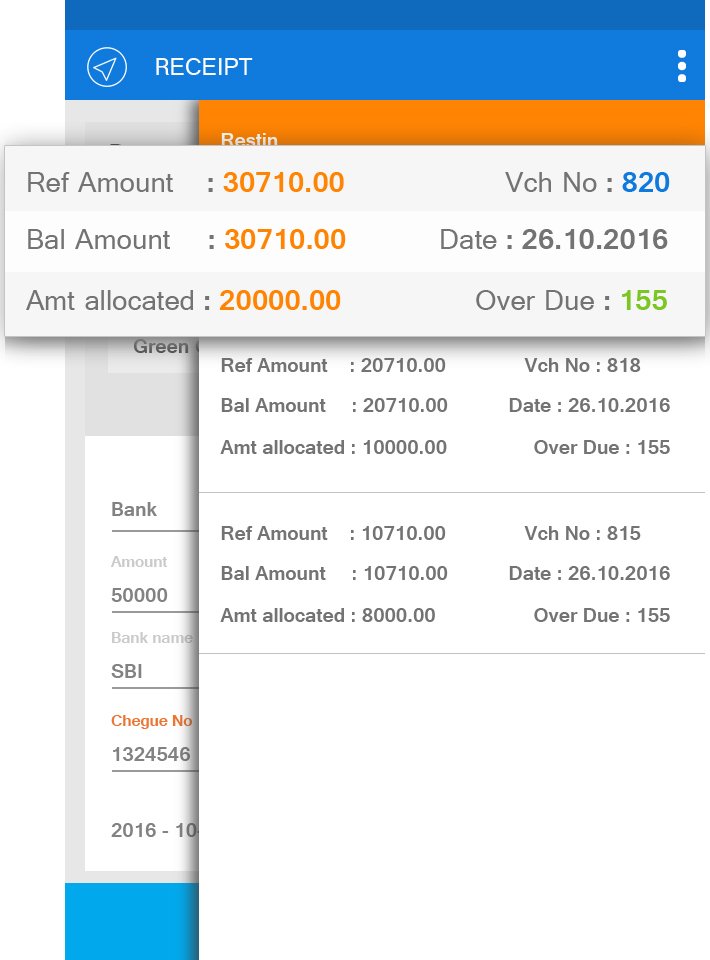 RECEIPT
Restin
Ref Amount : 30710.00 Vch No : 820
Bal Amount : 30710.00 Date : 26.10.2016
Amt allocated : 20000.00 Over Due : 155
Green
Ref Amount : 20710.00 Vch No : 818
Bal Amount : 20710.00 Date : 26.10.2016
Amt allocated : 10000.00 Over Due : 155
Ref Amount : 10710.00 Vch No : 815
Bal Amount : 10710.00 Date : 26.10.2016
Amt allocated : 8000.00 Over Due : 155
Bank
Amount
50000
Bank name
SBI
Chegue No
1324546
2016 - 10